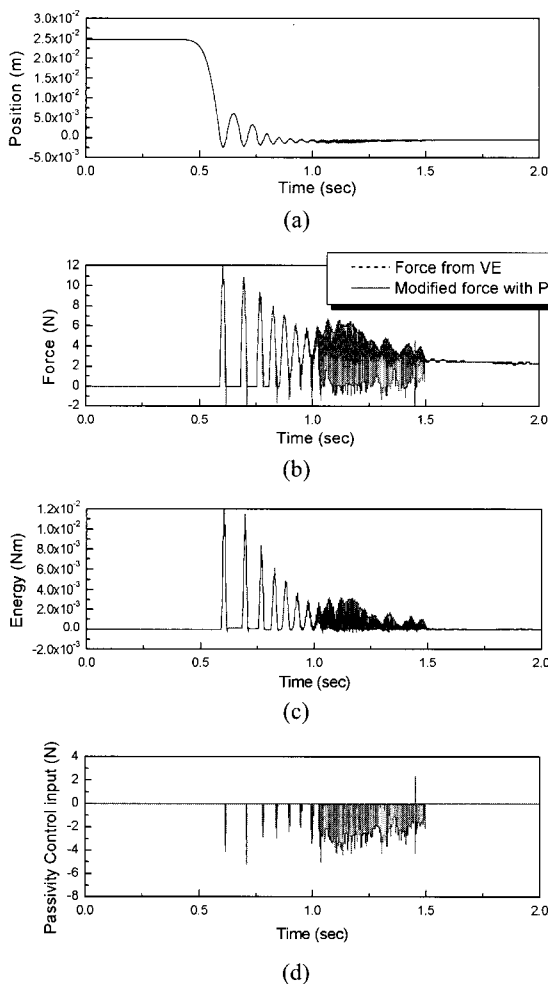 3.0x10⁻²
2.5x10⁻²
2.0x10⁻²
1.5x10⁻²
1.0x10⁻²
5.0x10⁻³
0.0
-5.0x10⁻³
Position (m)
0.0 0.5 1.0 1.5 2.0
Time (sec)
(a)
12
10
8
6
4
2
0
-2
Force (N)
Force from VE
Modified force with P
0.0 0.5 1.0 1.5 2.0
Time (sec)
(b)
1.2x10⁻²
1.0x10⁻²
8.0x10⁻³
6.0x10⁻³
4.0x10⁻³
2.0x10⁻³
0.0
-2.0x10⁻³
Energy (Nm)
0.0 0.5 1.0 1.5 2.0
Time (sec)
(c)
4
2
0
-2
-4
-6
-8
Passivity Control input (N)
0.0 0.5 1.0 1.5 2.0
Time (sec)
(d)